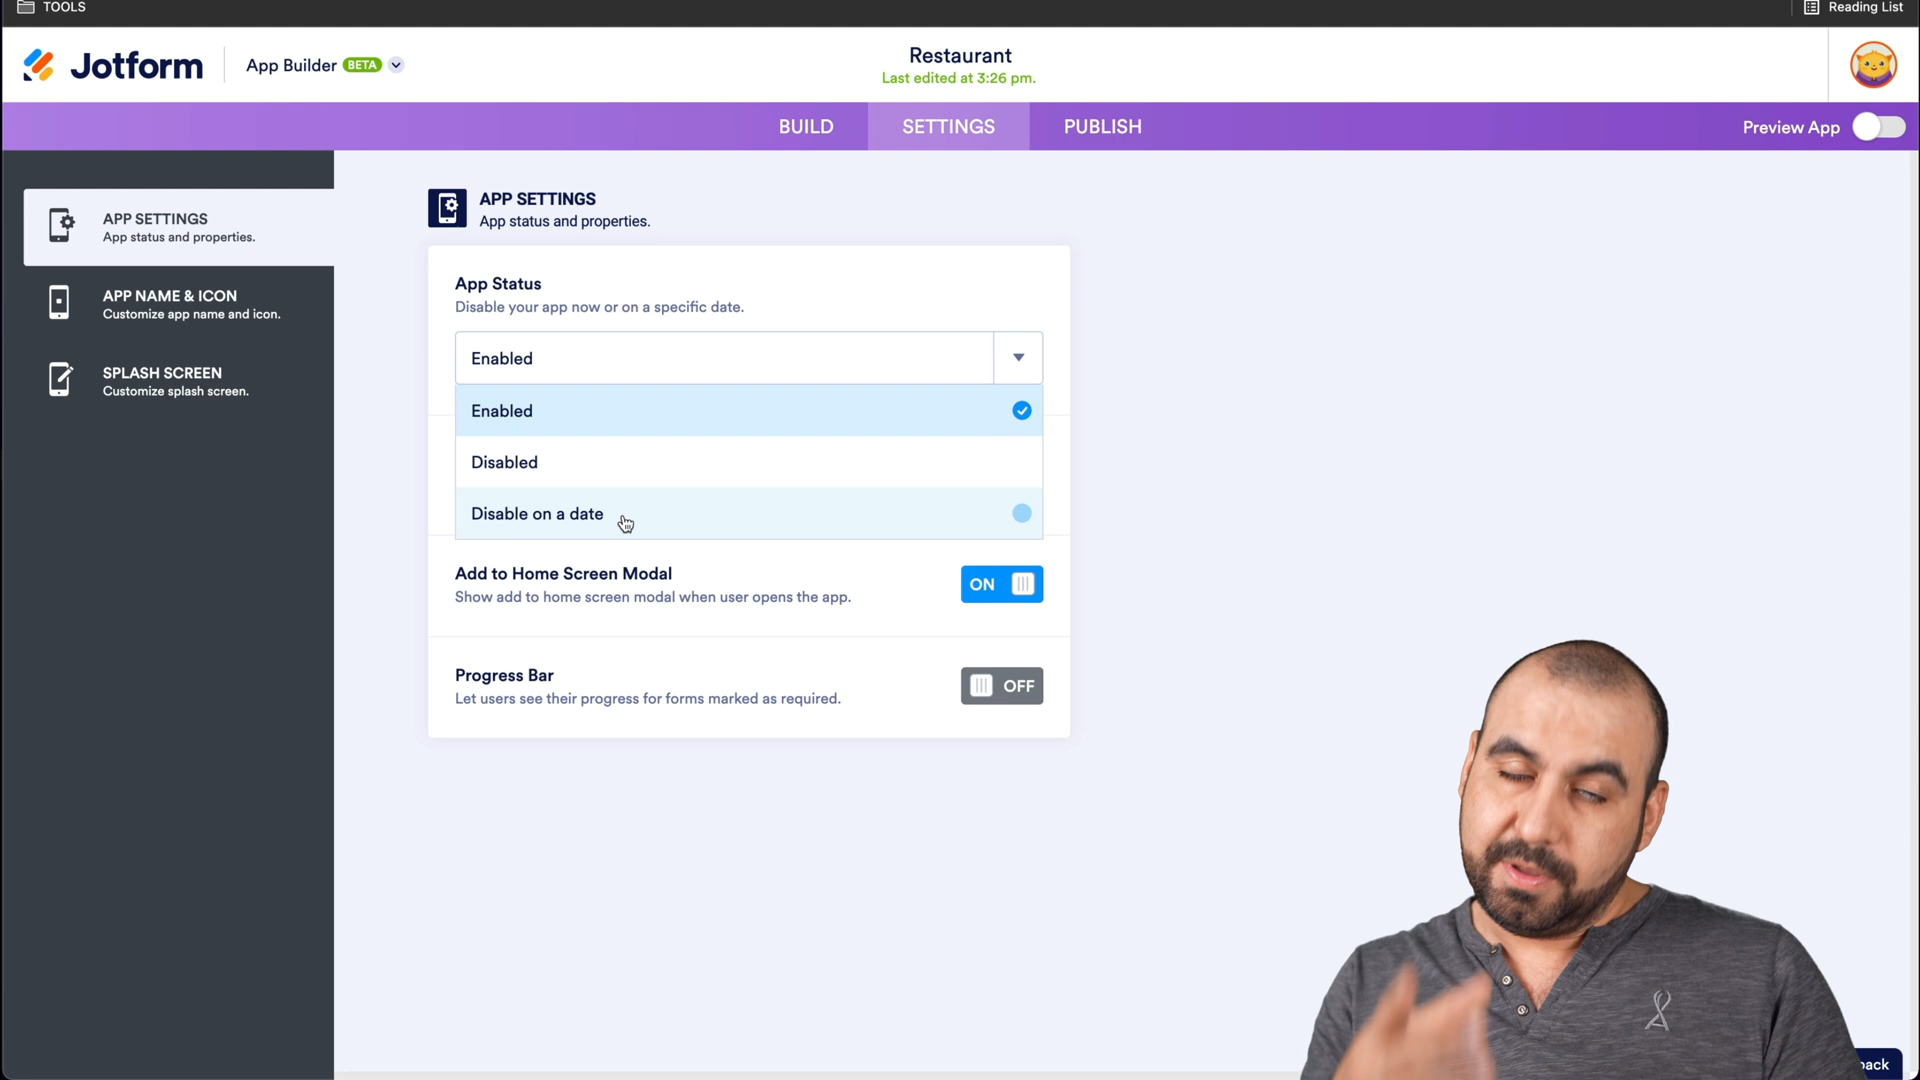 TOOLS
Reading List
Jotform
App Builder BETA
Restaurant
Last edited at 3:26 pm.
BUILD
SETTINGS
PUBLISH
Preview App
APP SETTINGS
App status and properties.
APP NAME & ICON
Customize app name and icon.
SPLASH SCREEN
Customize splash screen.
APP SETTINGS
App status and properties.
App Status
Disable your app now or on a specific date.
Enabled
Enabled
Disabled
Disable on a date
Add to Home Screen Modal
Show add to home screen modal when user opens the app.
ON
Progress Bar
Let users see their progress for forms marked as required.
OFF